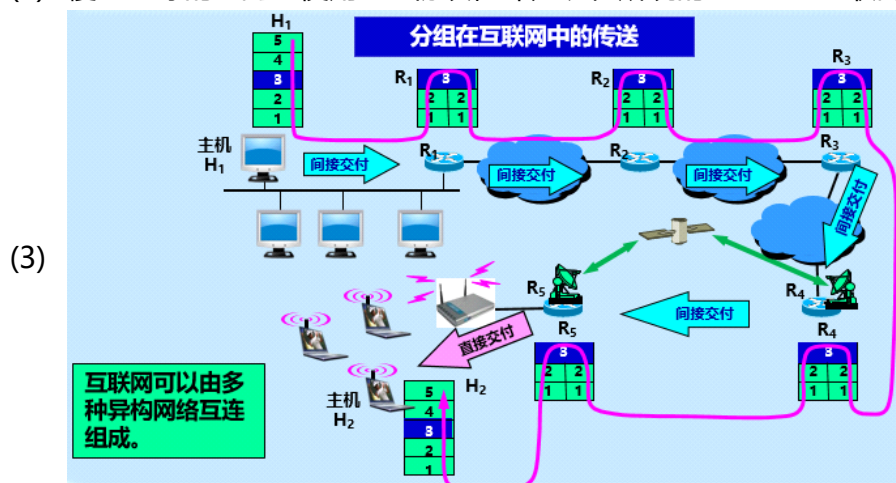 分组在互联网中的传送
H1
5
4
3
2
1
R1
3
2 2
1 1
R2
3
2 2
1 1
R3
3
2 2
1 1
主机
H1
间接交付
R1
间接交付
R2
间接交付
R3
间接交付
(3)
R5
R4
间接交付
直接交付
R5
3
2 2
1 1
R4
3
2 2
1 1
主机
H2
5
4
3
2
1
H2
互联网可以由多
种异构网络互连
组成。